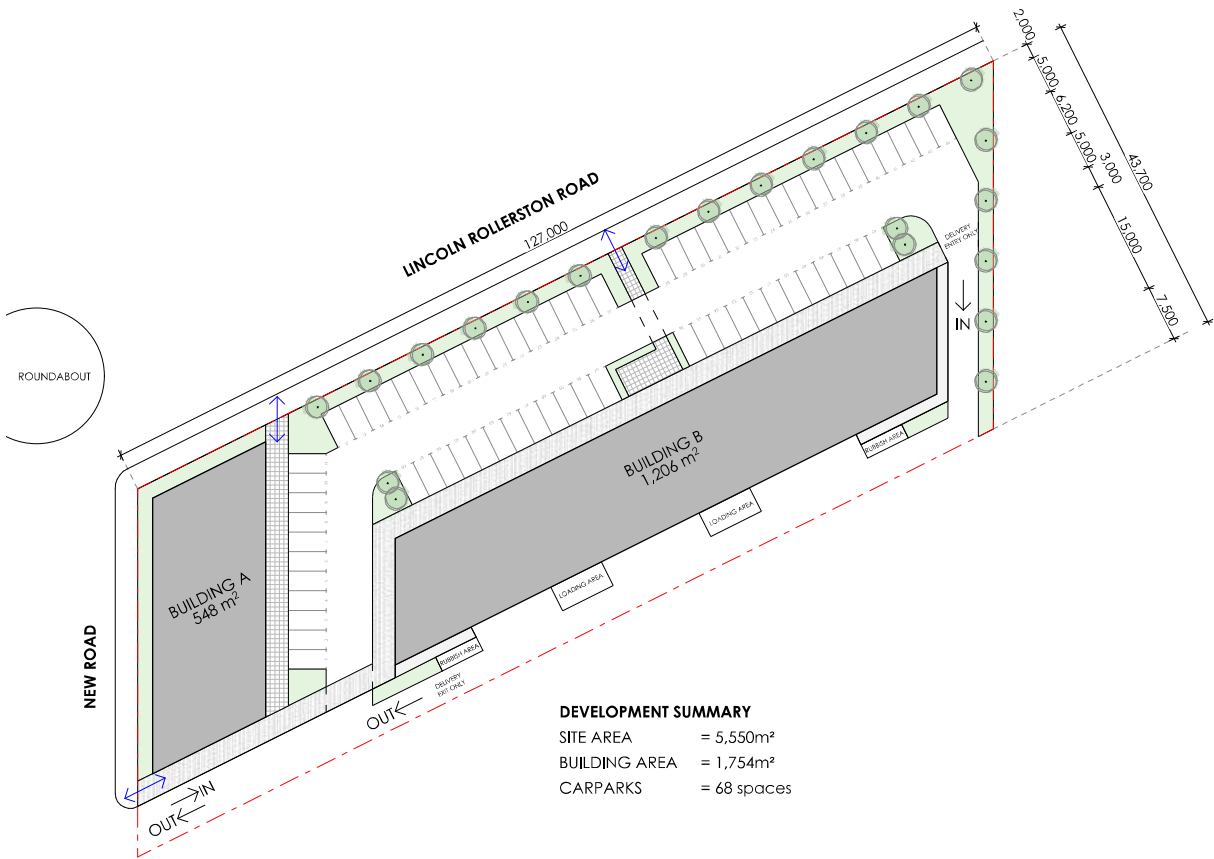 LINCOLN ROLLERSTON ROAD
127,000
2,000
5,000
6,200
5,000
3,000
15,000
7,500
43,700
ROUNDABOUT
DELIVERY
ENTRY ONLY
IN
BUILDING B
1,206 m²
RUBBISH AREA
LOADING AREA
LOADING AREA
BUILDING A
548 m²
NEW ROAD
RUBBISH AREA
DELIVERY
EXIT ONLY
OUT
IN
OUT
DEVELOPMENT SUMMARY
SITE AREA = 5,550m²
BUILDING AREA = 1,754m²
CARPARKS = 68 spaces